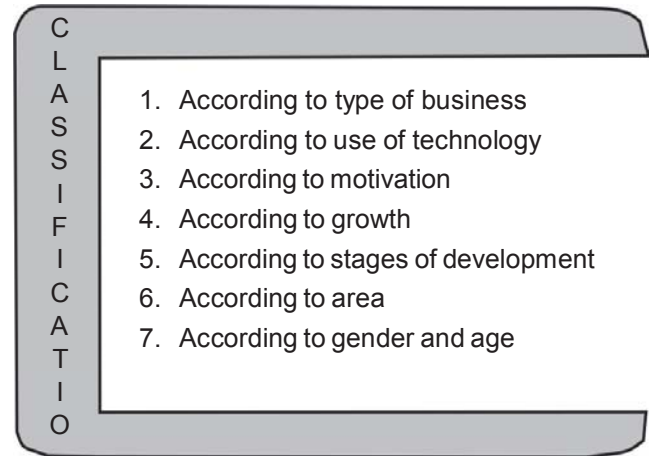 CLASSIFICATIO
1. According to type of business
2. According to use of technology
3. According to motivation
4. According to growth
5. According to stages of development
6. According to area
7. According to gender and age